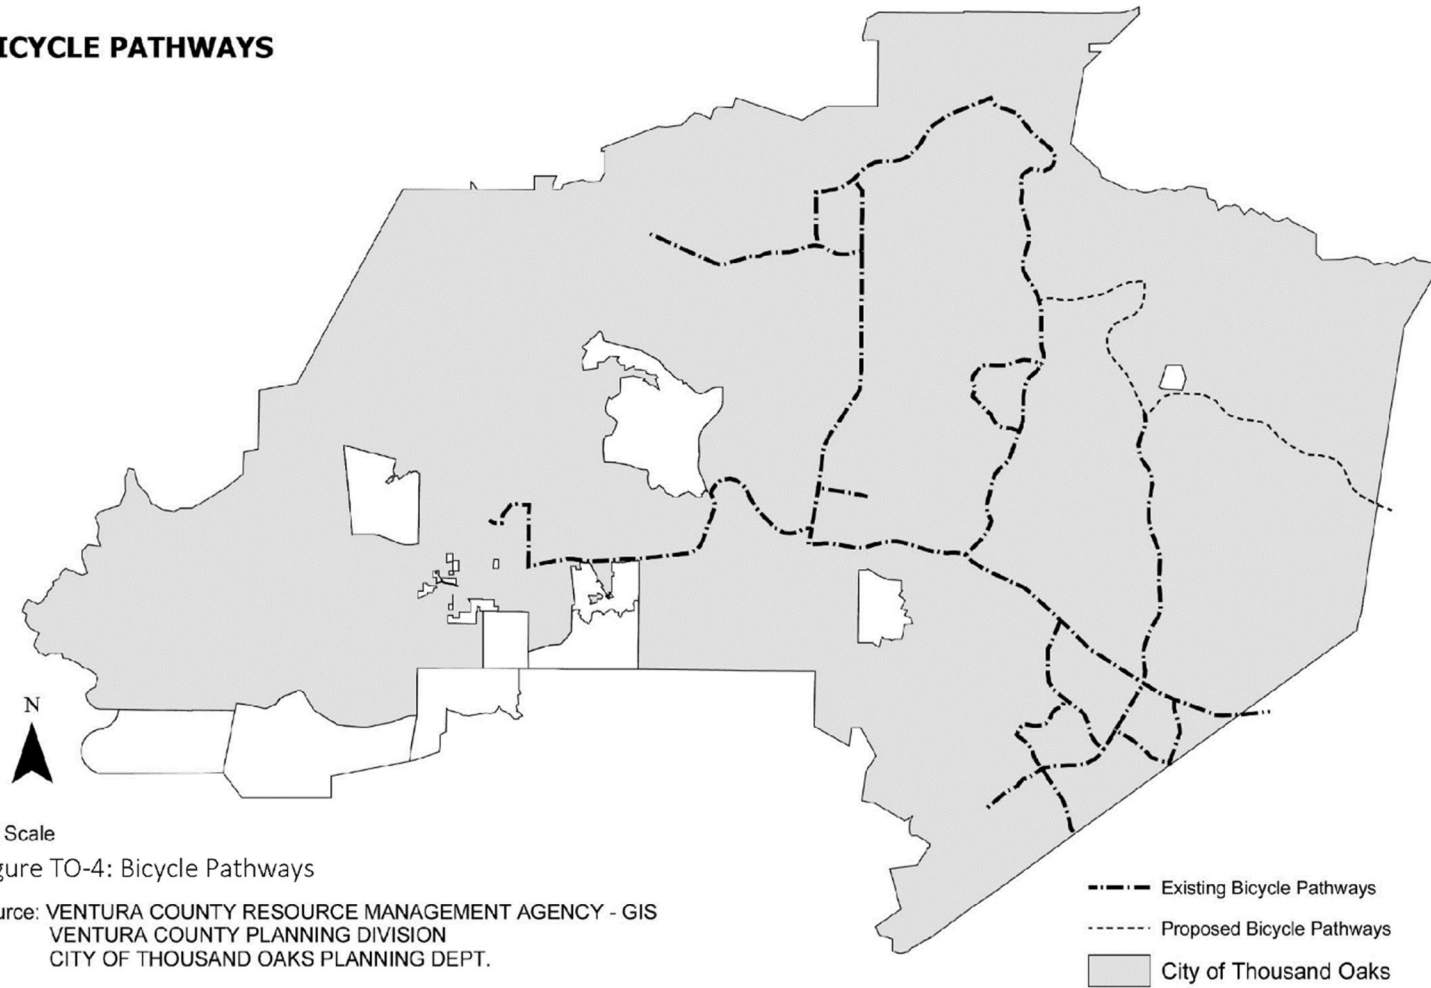 ICYCLE PATHWAYS
N
Scale
gure TO-4: Bicycle Pathways
urce: VENTURA COUNTY RESOURCE MANAGEMENT AGENCY - GIS
VENTURA COUNTY PLANNING DIVISION
CITY OF THOUSAND OAKS PLANNING DEPT.
Existing Bicycle Pathways
Proposed Bicycle Pathways
City of Thousand Oaks